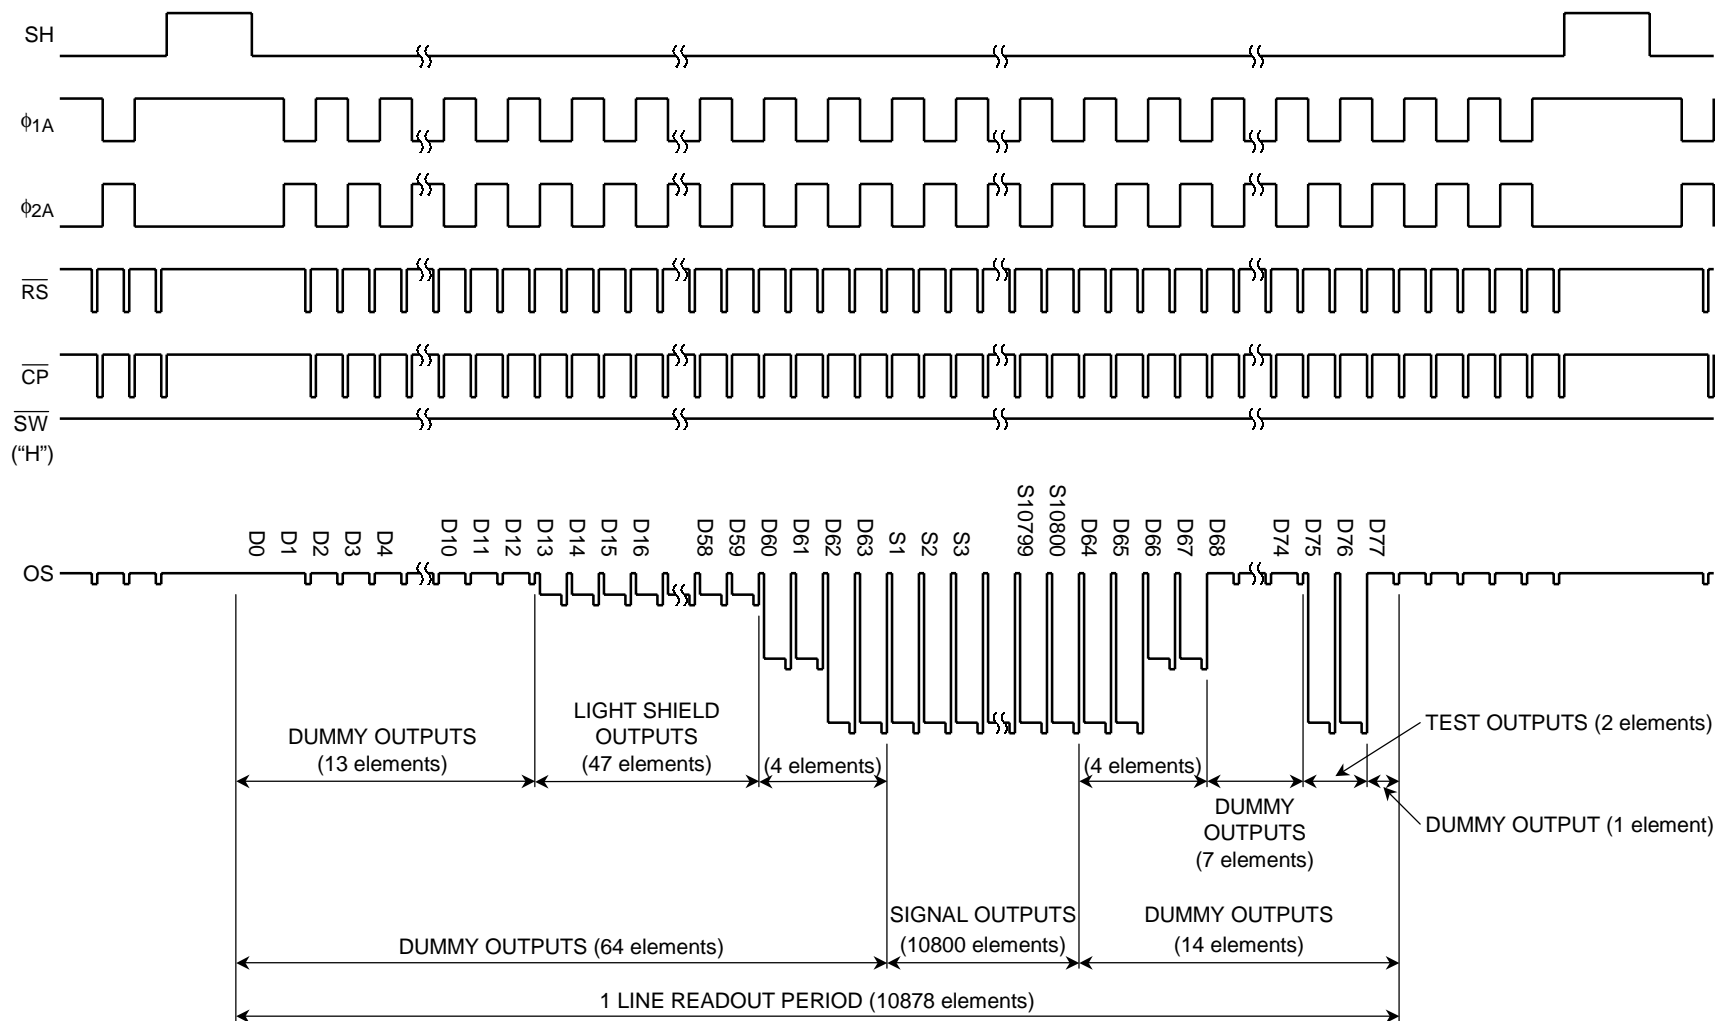 SH
ϕ1A
ϕ2A
RS
CP
SW
(“H”)
OS
D0
D1
D2
D3
D4
D10
D11
D12
D13
D14
D15
D16
D58
D59
D60
D61
D62
D63
S1
S2
S3
S10799
S10800
D64
D65
D66
D67
D68
D74
D75
D76
D77
DUMMY OUTPUTS
(13 elements)
LIGHT SHIELD
OUTPUTS
(47 elements)
(4 elements)
(4 elements)
DUMMY
OUTPUTS
(7 elements)
TEST OUTPUTS (2 elements)
DUMMY OUTPUT (1 element)
DUMMY OUTPUTS (64 elements)
SIGNAL OUTPUTS
(10800 elements)
DUMMY OUTPUTS
(14 elements)
1 LINE READOUT PERIOD (10878 elements)